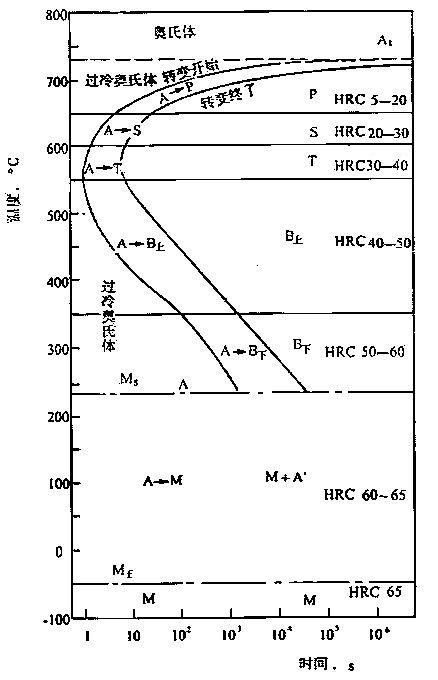 800
奥氏体
A₁
700
过冷奥氏体 转变开始
A→P
转变终了
P HRC 5—20
A→S
S HRC 20—30
600
A→T
T HRC30—40
温度，°C
500
A→B上
B上 HRC 40—50
400
350
过冷奥氏体
300
A→B下
B下 HRC 50—60
Ms A
200
100
A→M
M+A'
HRC 60~65
0
Mf
HRC 65
-100
M M
1 10 10² 10³ 10⁴ 10⁵ 10⁶
时间，s